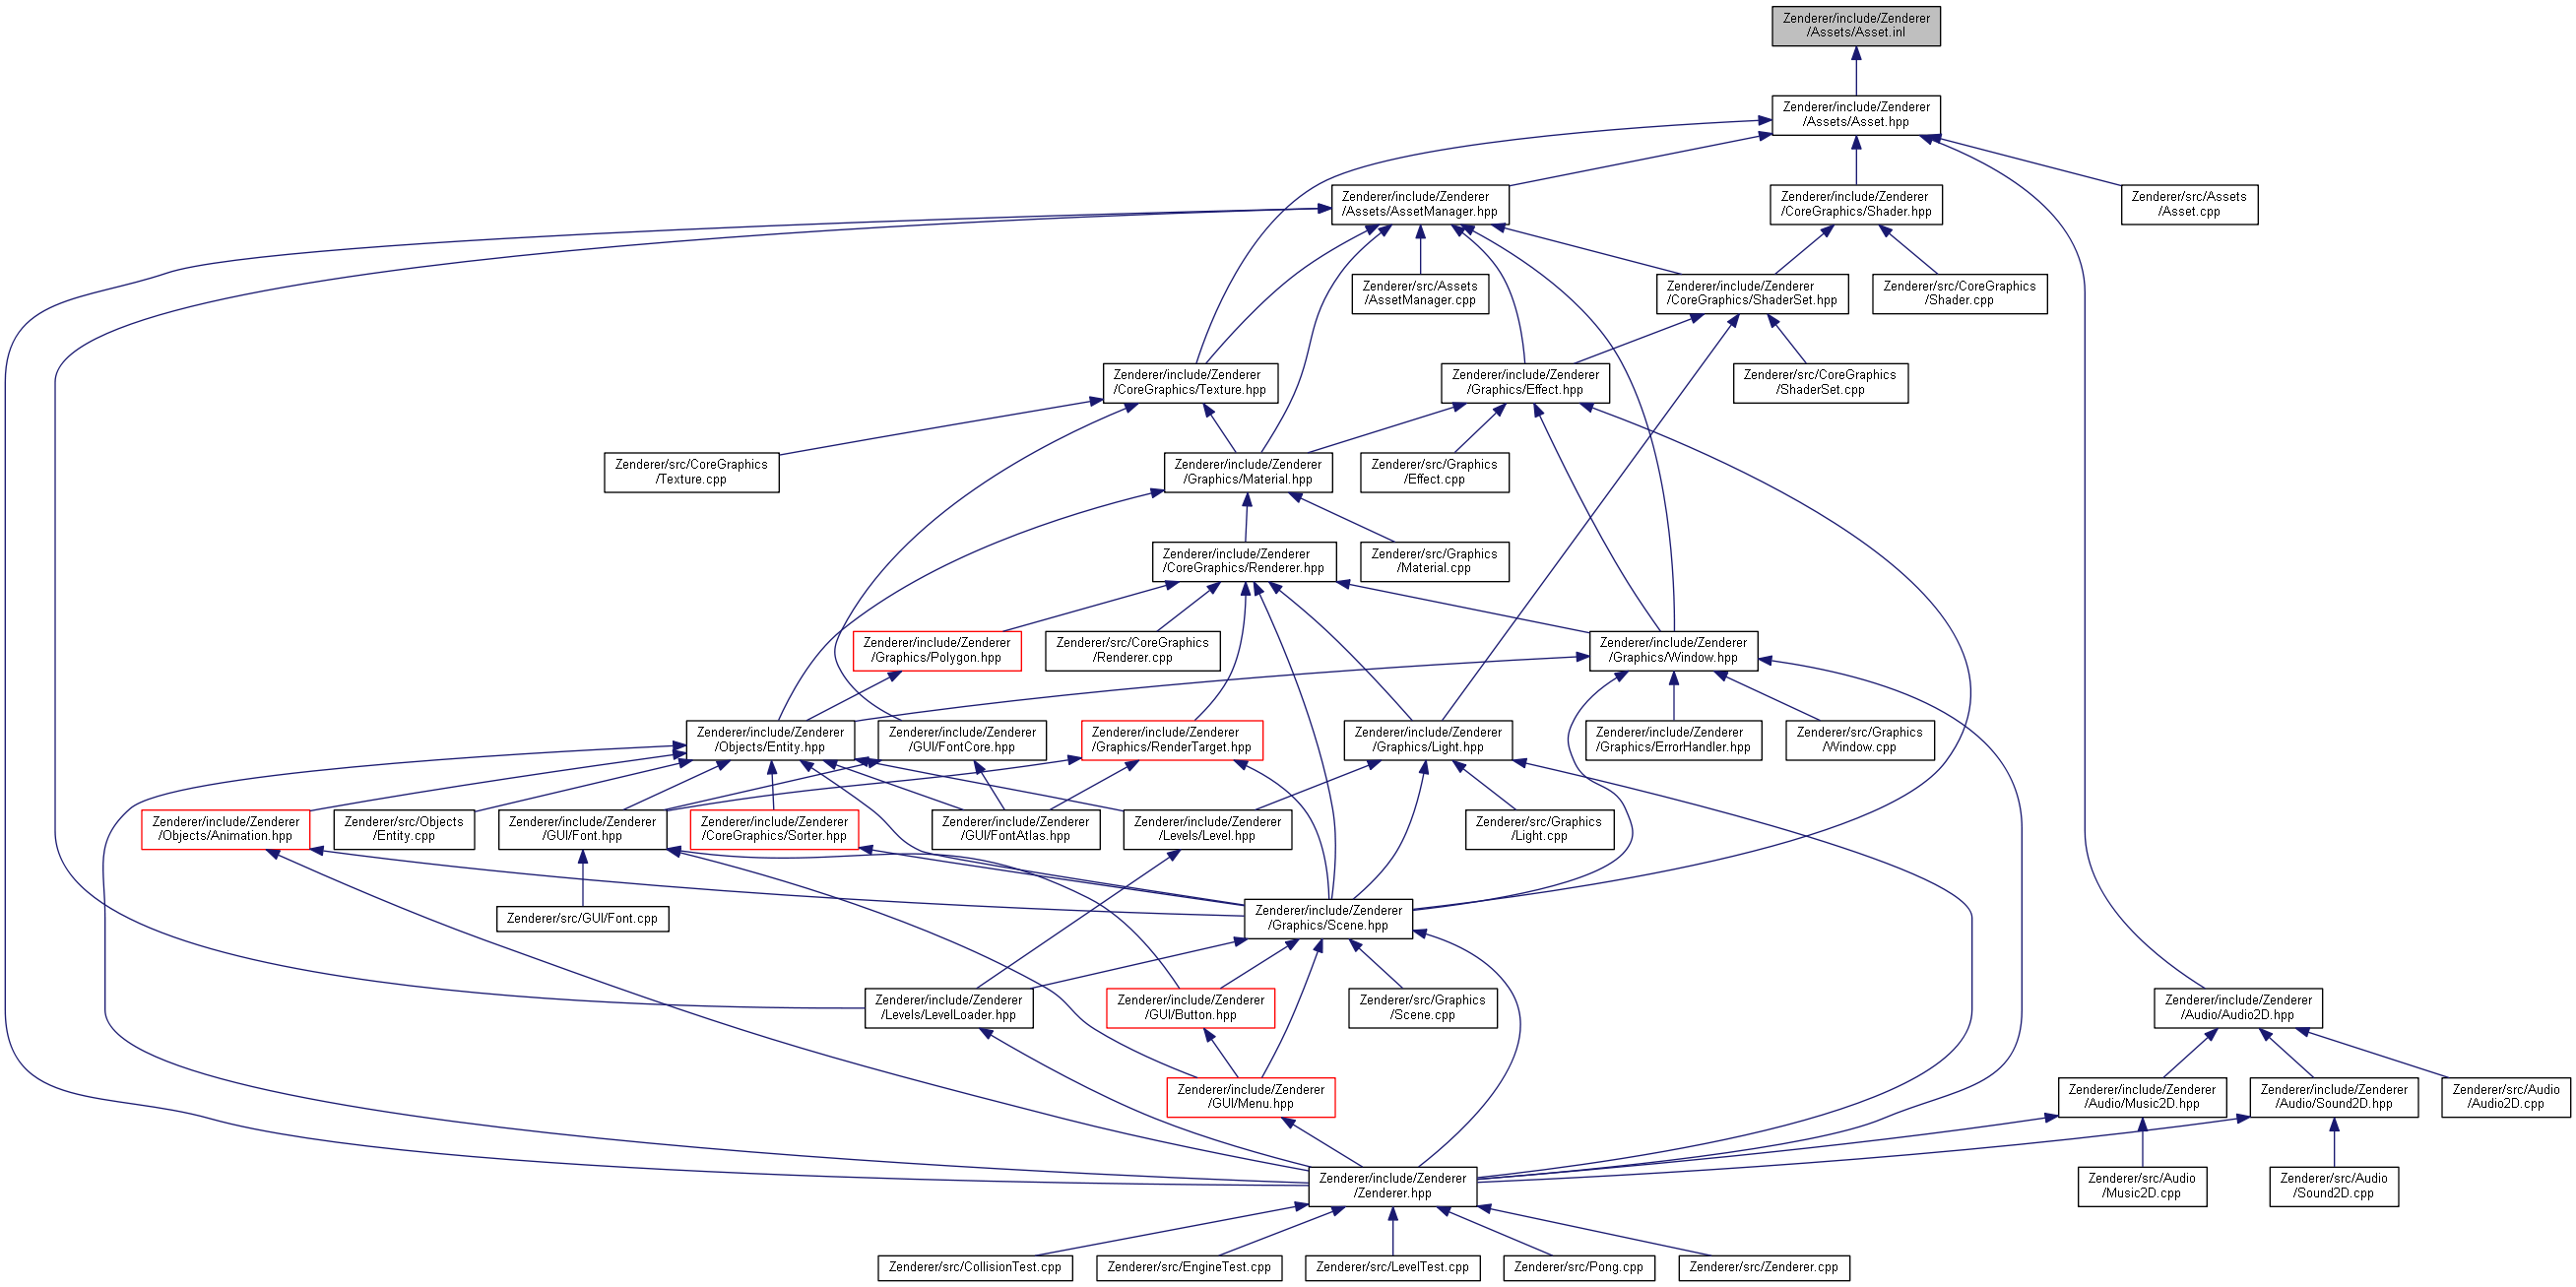 Zenderer/include/Zenderer
/Assets/Asset.inl
Zenderer/include/Zenderer
/Assets/Asset.hpp
Zenderer/include/Zenderer
/Assets/AssetManager.hpp
Zenderer/include/Zenderer
/CoreGraphics/Shader.hpp
Zenderer/src/Assets
/Asset.cpp
Zenderer/src/Assets
/AssetManager.cpp
Zenderer/include/Zenderer
/CoreGraphics/ShaderSet.hpp
Zenderer/src/CoreGraphics
/Shader.cpp
Zenderer/include/Zenderer
/CoreGraphics/Texture.hpp
Zenderer/include/Zenderer
/Graphics/Effect.hpp
Zenderer/src/CoreGraphics
/ShaderSet.cpp
Zenderer/src/CoreGraphics
/Texture.cpp
Zenderer/include/Zenderer
/Graphics/Material.hpp
Zenderer/src/Graphics
/Effect.cpp
Zenderer/include/Zenderer
/CoreGraphics/Renderer.hpp
Zenderer/src/Graphics
/Material.cpp
Zenderer/include/Zenderer
/Graphics/Polygon.hpp
Zenderer/src/CoreGraphics
/Renderer.cpp
Zenderer/include/Zenderer
/Graphics/Window.hpp
Zenderer/include/Zenderer
/Objects/Entity.hpp
Zenderer/include/Zenderer
/GUI/FontCore.hpp
Zenderer/include/Zenderer
/Graphics/RenderTarget.hpp
Zenderer/include/Zenderer
/Graphics/Light.hpp
Zenderer/include/Zenderer
/Graphics/ErrorHandler.hpp
Zenderer/src/Graphics
/Window.cpp
Zenderer/include/Zenderer
/Objects/Animation.hpp
Zenderer/src/Objects
/Entity.cpp
Zenderer/include/Zenderer
/GUI/Font.hpp
Zenderer/include/Zenderer
/CoreGraphics/Sorter.hpp
Zenderer/include/Zenderer
/GUI/FontAtlas.hpp
Zenderer/include/Zenderer
/Levels/Level.hpp
Zenderer/src/Graphics
/Light.cpp
Zenderer/src/GUI/Font.cpp
Zenderer/include/Zenderer
/Graphics/Scene.hpp
Zenderer/include/Zenderer
/Levels/LevelLoader.hpp
Zenderer/include/Zenderer
/GUI/Button.hpp
Zenderer/src/Graphics
/Scene.cpp
Zenderer/include/Zenderer
/Audio/Audio2D.hpp
Zenderer/include/Zenderer
/GUI/Menu.hpp
Zenderer/include/Zenderer
/Audio/Music2D.hpp
Zenderer/include/Zenderer
/Audio/Sound2D.hpp
Zenderer/src/Audio
/Audio2D.cpp
Zenderer/include/Zenderer
/Zenderer.hpp
Zenderer/src/Audio
/Music2D.cpp
Zenderer/src/Audio
/Sound2D.cpp
Zenderer/src/CollisionTest.cpp
Zenderer/src/EngineTest.cpp
Zenderer/src/LevelTest.cpp
Zenderer/src/Pong.cpp
Zenderer/src/Zenderer.cpp